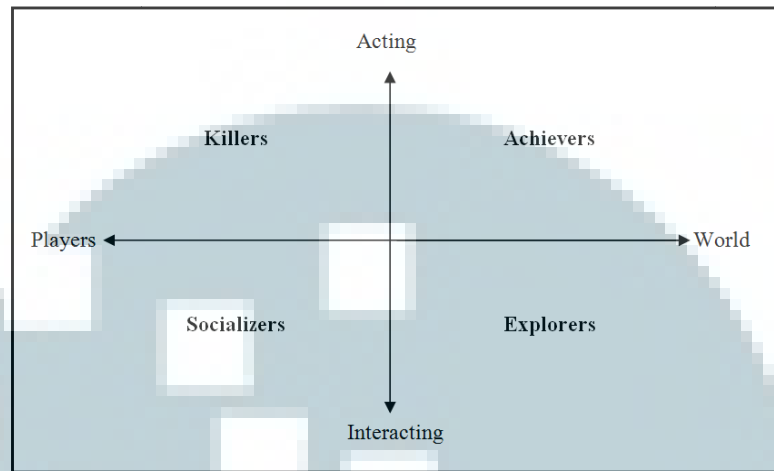 Acting
Killers
Achievers
Players
World
Socializers
Explorers
Interacting